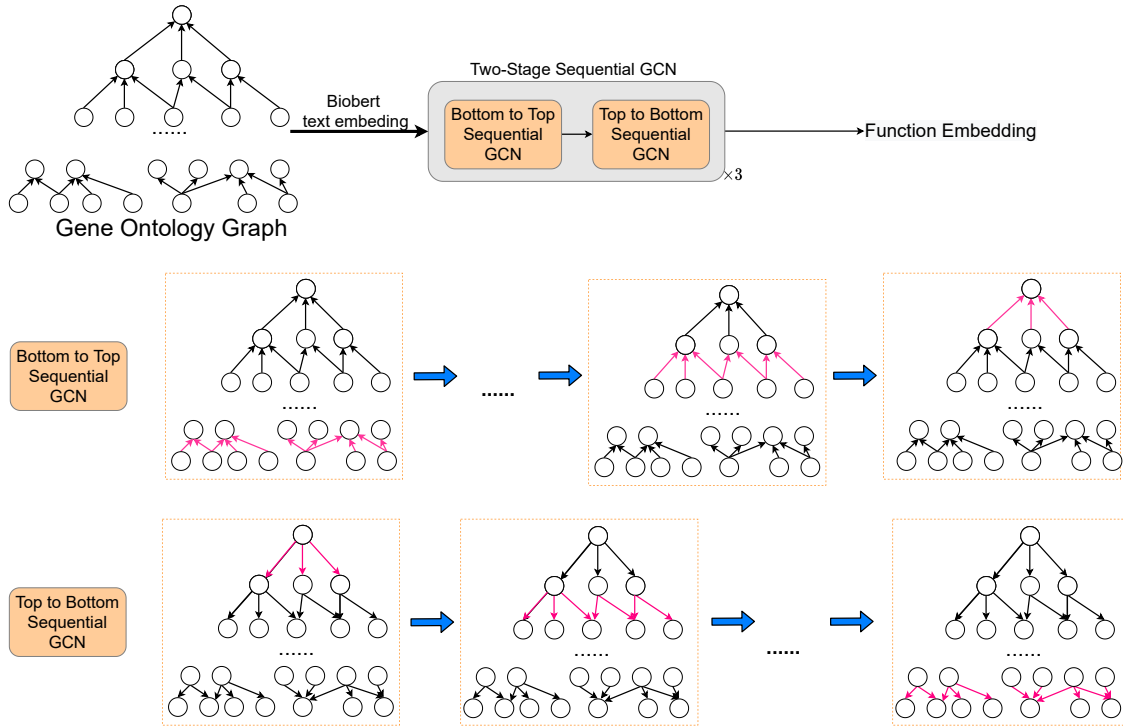 Two-Stage Sequential GCN
Biobert
text embeding
Bottom to Top
Sequential
GCN
Top to Bottom
Sequential
GCN
Function Embedding
×3
......
Gene Ontology Graph
Bottom to Top
Sequential
GCN
......
......
......
......
Top to Bottom
Sequential
GCN
......
......
......
......